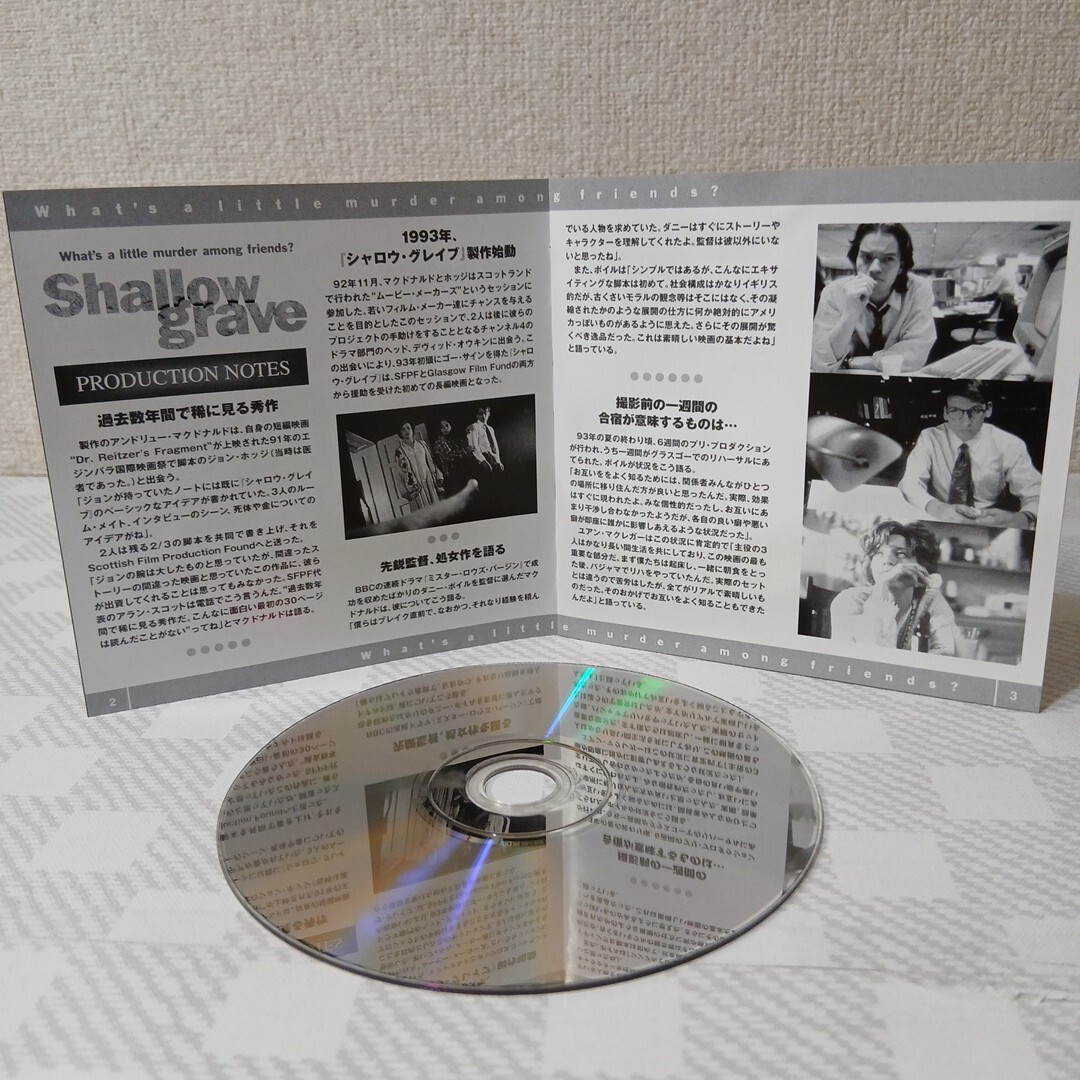 What's a little murder among friends?
What's a little murder among friends?
Shallow
grave
PRODUCTION NOTES
過去数年間で稀に見る秀作
製作のアンドリュー・マクドナルドは、自身の短編映画
“Dr. Reitzer's Fragment”が上映された91年のエ
ジンバラ国際映画祭で脚本のジョン・ホッジ(当時は医
者であった。)と出会う。
「ジョンが持っていたノートには既に『シャロウ・グレイ
ブ』のベーシックなアイデアが書かれていた。3人のルー
ム・メイト、インタビューのシーン、死体や金についての
アイデアがね」。
2人は残る2/3の脚本を共同で書き上げ、それを
Scottish Film Production Foundへと送った。
「ジョンの腕は大したものと思っていたが、間違ったス
トーリーの間違った映画と思っていたこの作品に、彼ら
が出資してくれることは思ってもみなかった。SFPF代
表のアラン・スコットは電話でこう言うんだ。“過去数年
間で稀に見る秀作だ。こんなに面白い最初の30ページ
は読んだことがない”ってね」とマクドナルドは語る。
1993年、
『シャロウ・グレイブ』製作始動
92年11月、マクドナルドとホッジはスコットランド
で行われた“ムービー・メーカーズ”というセッションに
参加した。若いフィルム・メーカー達にチャンスを与える
ことを目的としたこのセッションで、2人は後に彼らの
プロジェクトの手助けをすることとなるチャンネル4の
ドラマ部門のヘッド、デヴィッド・オウキンに出会う。こ
の出会いにより、93年初頭にゴー・サインを得た『シャロ
ウ・グレイブ』は、SFPFとGlasgow Film Fundの両方
から援助を受けた初めての長編映画となった。
先鋭監督、処女作を語る
BBCの連続ドラマ『ミスター・ロウズ・バージン』で成
功を収めたばかりのダニー・ボイルを監督に選んだマク
ドナルドは、彼についてこう語る。
「僕らはブレイク直前で、なおかつ、それなり経験を積ん
でいる人物を求めていた。ダニーはすぐにストーリーや
キャラクターを理解してくれたよ。監督は彼以外にいな
いと思ったね」。
また、ボイルは「シンプルではあるが、こんなにエキサ
イティングな脚本は初めて。社会構成はかなりイギリス
的だが、古くさいモラルの観念等はそこにはなく、その凝
縮されたかのような展開の仕方に何か絶対的にアメリ
カっぽいものがあるように思えた。さらにその展開が驚
くべき逸品だった。これは素晴しい映画の基本だよね」
と語っている。
撮影前の一週間の
合宿が意味するものは…
93年の夏の終わり頃、6週間のプリ・プロダクション
が行われ、うち一週間がグラスゴーでのリハーサルにあ
てられた。ボイルが状況をこう語る。
「お互いをよく知るためには、関係者みんながひとつ
の場所に移り住んだ方が良いと思ったんだ。実際、効果
はすぐに現われたよ。みな個性的だったし、お互いにあ
まり干渉し合わなかったようだが、各自の良い癖や悪い
癖が即座に誰かに影響しあえるような状況だった」。
ユアン・マクレガーはこの状況に肯定的で「主役の3
人はかなり長い間生活を共にしており、この映画の最も
重要な部分だ。まず僕たちは起床し、一緒に朝食をとっ
た後、パジャマでリハをやっていたんだ。実際のセット
とは違うので苦労はしたが、全てがリアルで素晴しいも
のだった。そのおかげでお互いをよく知ることもできた
んだよ」と語っている。
What's a little murder among friends?
2
3